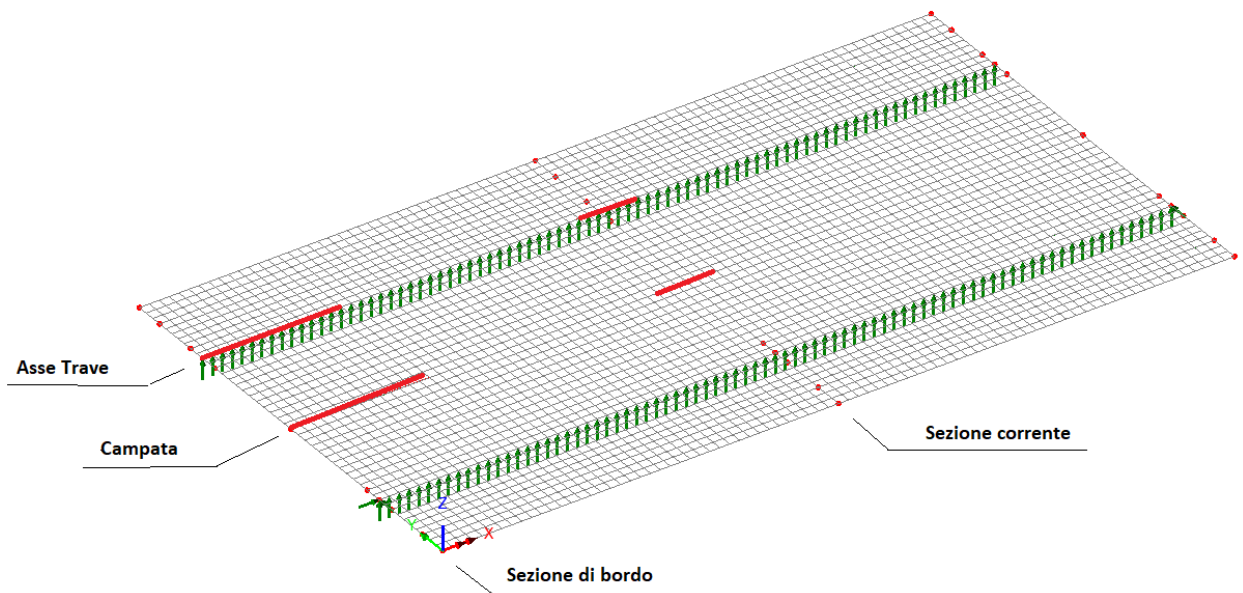 Asse Trave
Campata
Sezione corrente
Z
Y
X
Sezione di bordo